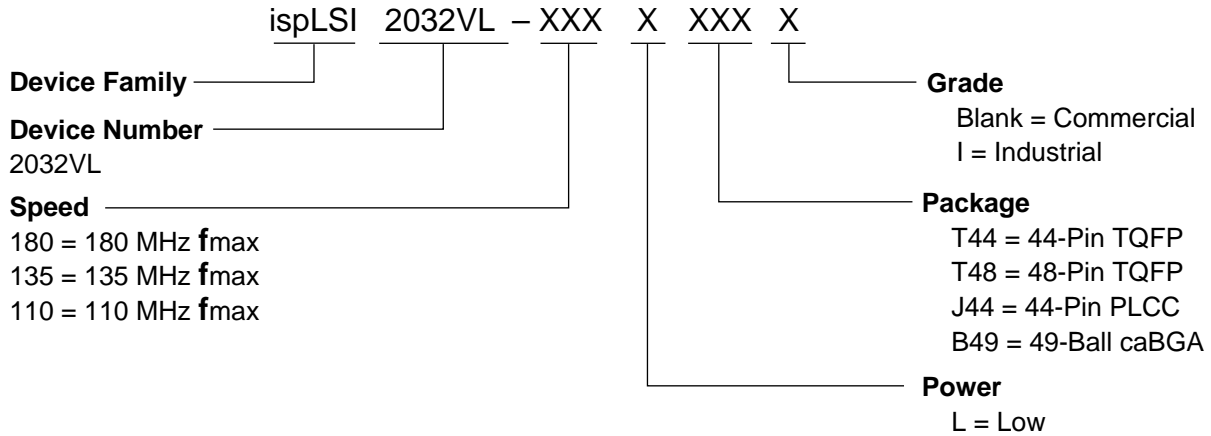 ispLSI 2032VL – XXX X XXX X
Device Family
Device Number
2032VL
Speed
180 = 180 MHz fmax
135 = 135 MHz fmax
110 = 110 MHz fmax
Grade
Blank = Commercial
I = Industrial
Package
T44 = 44-Pin TQFP
T48 = 48-Pin TQFP
J44 = 44-Pin PLCC
B49 = 49-Ball caBGA
Power
L = Low